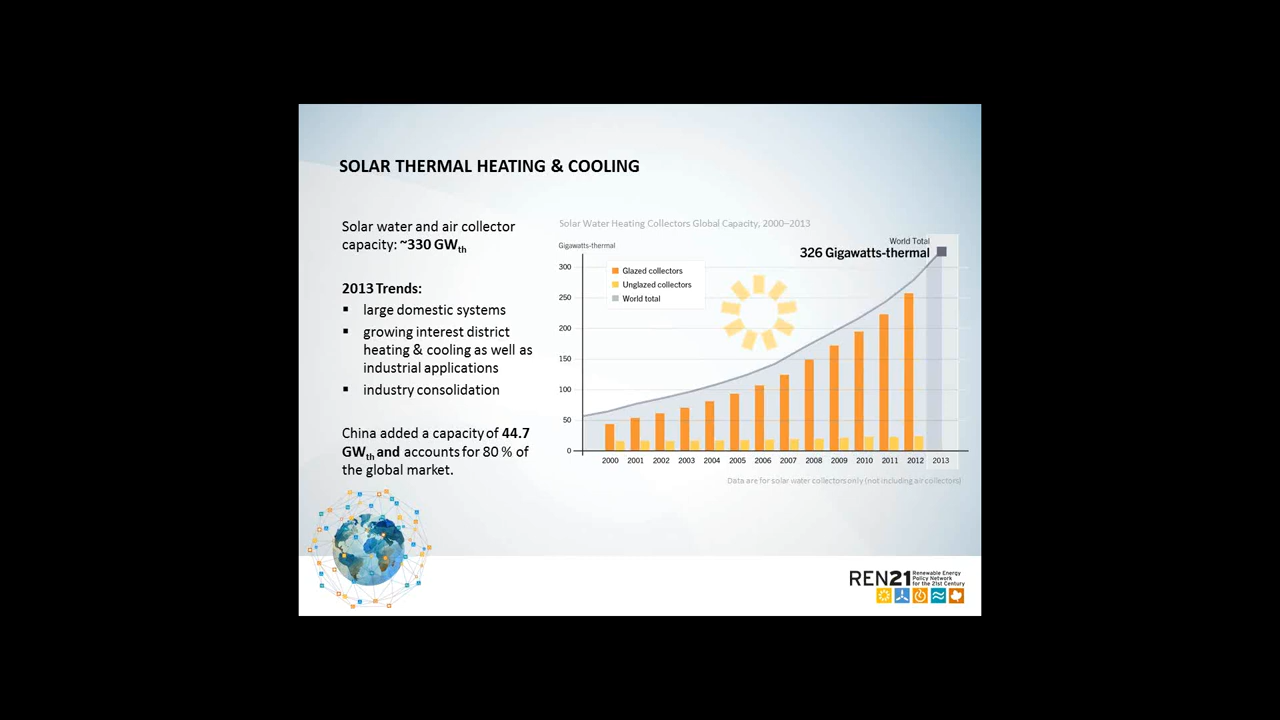 SOLAR THERMAL HEATING & COOLING
Solar water and air collector
capacity: ~330 GWth
2013 Trends:
▪ large domestic systems
▪ growing interest district
heating & cooling as well as
industrial applications
▪ industry consolidation
China added a capacity of 44.7
GWth and accounts for 80 % of
the global market.
Solar Water Heating Collectors Global Capacity, 2000–2013
Gigawatts-thermal
World Total
326 Gigawatts-thermal
Glazed collectors
Unglazed collectors
World total
300
250
200
150
100
50
0
2000 2001 2002 2003 2004 2005 2006 2007 2008 2009 2010 2011 2012 2013
Data are for solar water collectors only (not including air collectors)
REN21 Renewable Energy
Policy Network
for the 21st Century